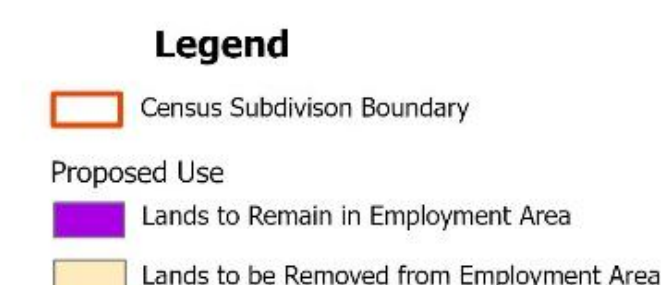 Legend
Census Subdivison Boundary
Proposed Use
Lands to Remain in Employment Area
Lands to be Removed from Employment Area